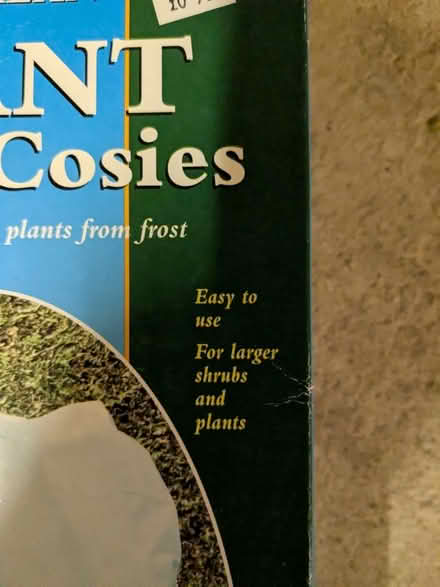 ANT
Cosies
plants from frost
Easy to
use
For larger
shrubs
and
plants